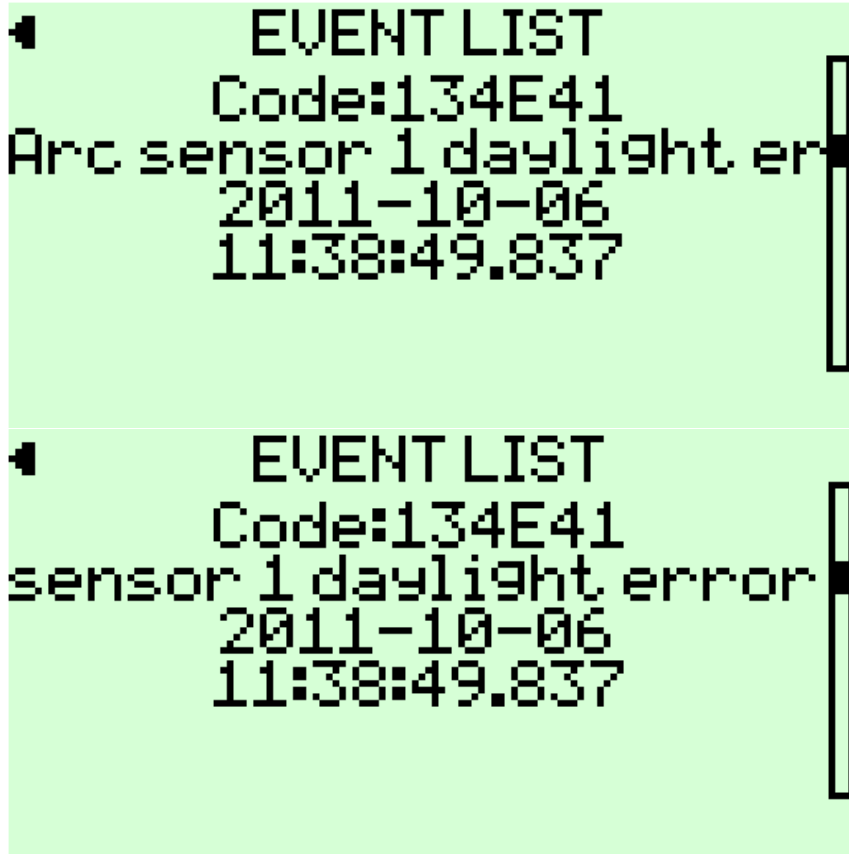 EVENT LIST
Code:134E41
Arc sensor 1 daylight er
2011-10-06
11:38:49.837
EVENT LIST
Code:134E41
sensor 1 daylight error
2011-10-06
11:38:49.837